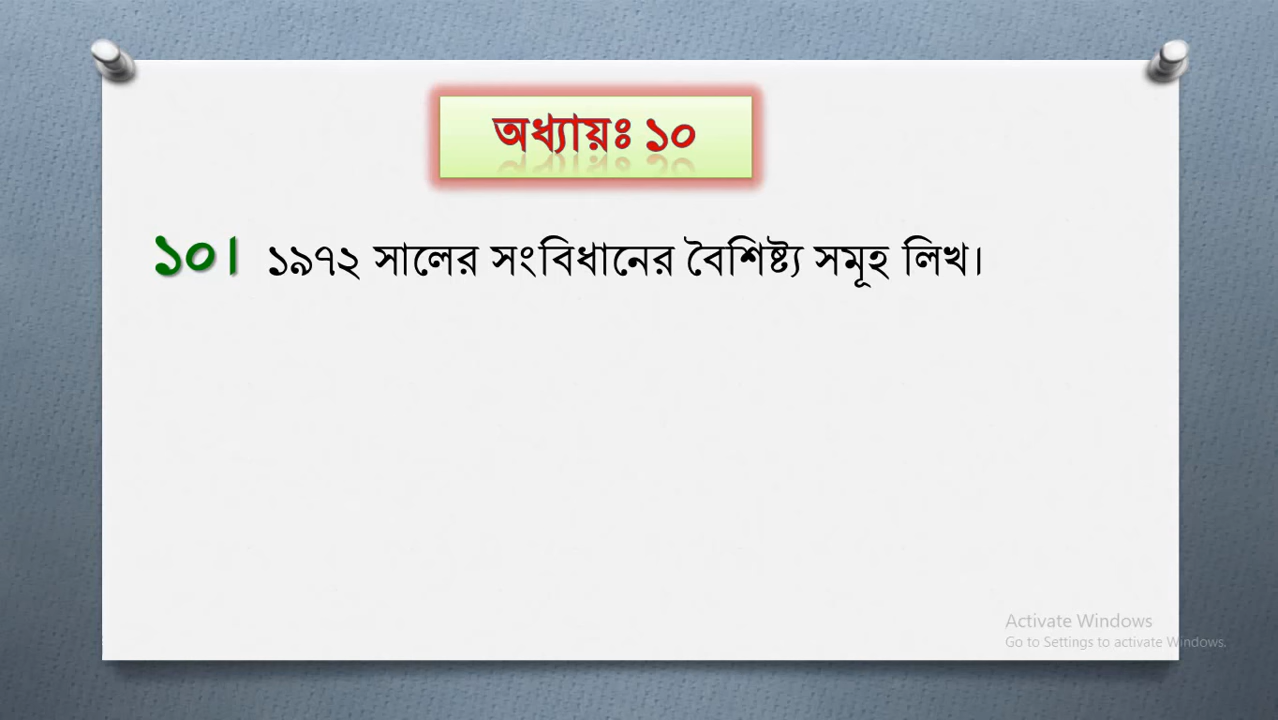 অধ্যায়ঃ ১০
১০। ১৯৭২ সালের সংবিধানের বৈশিষ্ট্য সমূহ লিখ।
Activate Windows
Go to Settings to activate Windows.